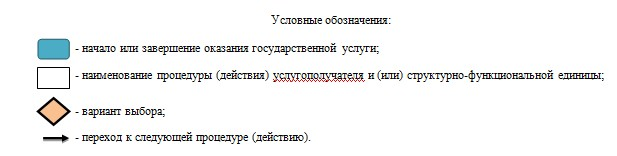 Условные обозначения:
- начало или завершение оказания государственной услуги;
- наименование процедуры (действия) услугополучателя и (или) структурно-функциональной единицы;
- вариант выбора;
- переход к следующей процедуре (действию).